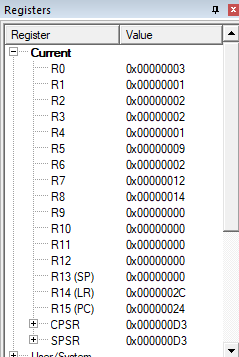 Registers
Register Value
Current
R0 0x00000003
R1 0x00000001
R2 0x00000002
R3 0x00000002
R4 0x00000001
R5 0x00000009
R6 0x00000002
R7 0x00000012
R8 0x00000014
R9 0x00000000
R10 0x00000000
R11 0x00000000
R12 0x00000000
R13 (SP) 0x00000000
R14 (LR) 0x0000002C
R15 (PC) 0x00000024
CPSR 0x000000D3
SPSR 0x000000D3
User/System